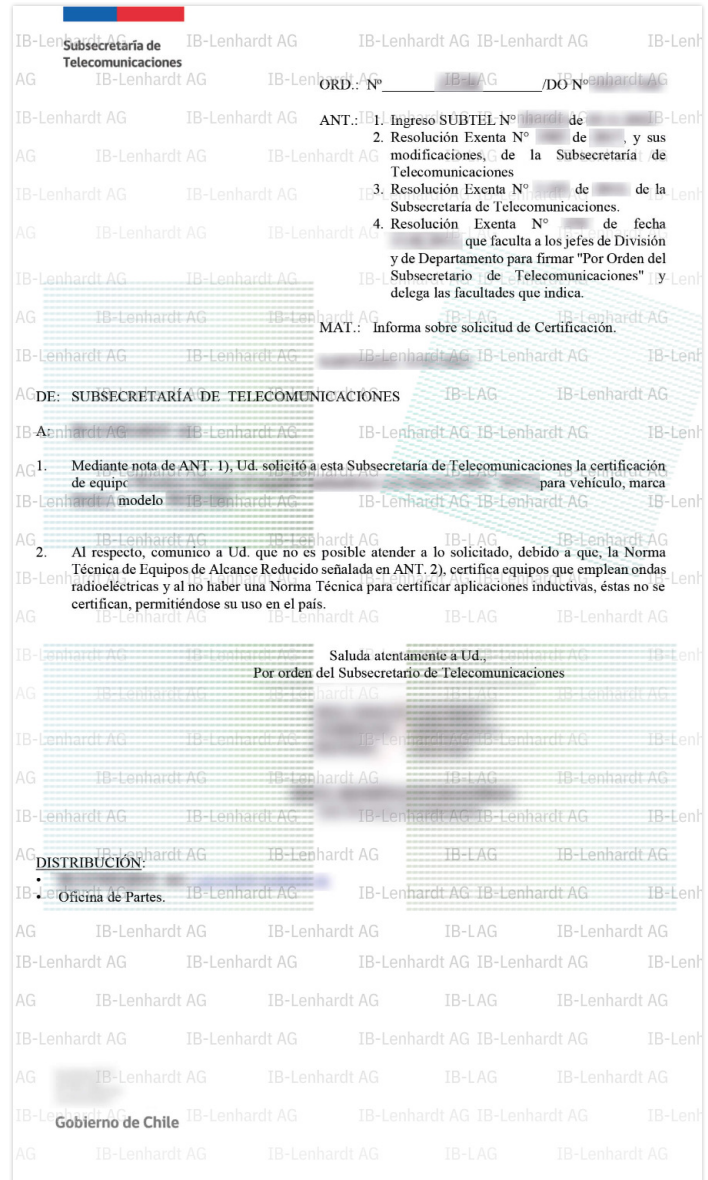 Subsecretaría de
Telecomunicaciones
ORD.: Nº /DO Nº
ANT.: 1. Ingreso SUBTEL Nº de
2. Resolución Exenta Nº de , y sus
modificaciones, de la Subsecretaría de
Telecomunicaciones
3. Resolución Exenta Nº de de la
Subsecretaría de Telecomunicaciones.
4. Resolución Exenta Nº de fecha
que faculta a los jefes de División
y de Departamento para firmar "Por Orden del
Subsecretario de Telecomunicaciones" y
delega las facultades que indica.
MAT.: Informa sobre solicitud de Certificación.
DE: SUBSECRETARÍA DE TELECOMUNICACIONES
A:
1. Mediante nota de ANT. 1), Ud. solicitó a esta Subsecretaría de Telecomunicaciones la certificación
de equipo para vehículo, marca
modelo
2. Al respecto, comunico a Ud. que no es posible atender a lo solicitado, debido a que, la Norma
Técnica de Equipos de Alcance Reducido señalada en ANT. 2), certifica equipos que emplean ondas
radioeléctricas y al no haber una Norma Técnica para certificar aplicaciones inductivas, éstas no se
certifican, permitiéndose su uso en el país.
Saluda atentamente a Ud.,
Por orden del Subsecretario de Telecomunicaciones
DISTRIBUCIÓN:
•
• Oficina de Partes.
Gobierno de Chile
IB-Lenhardt AG